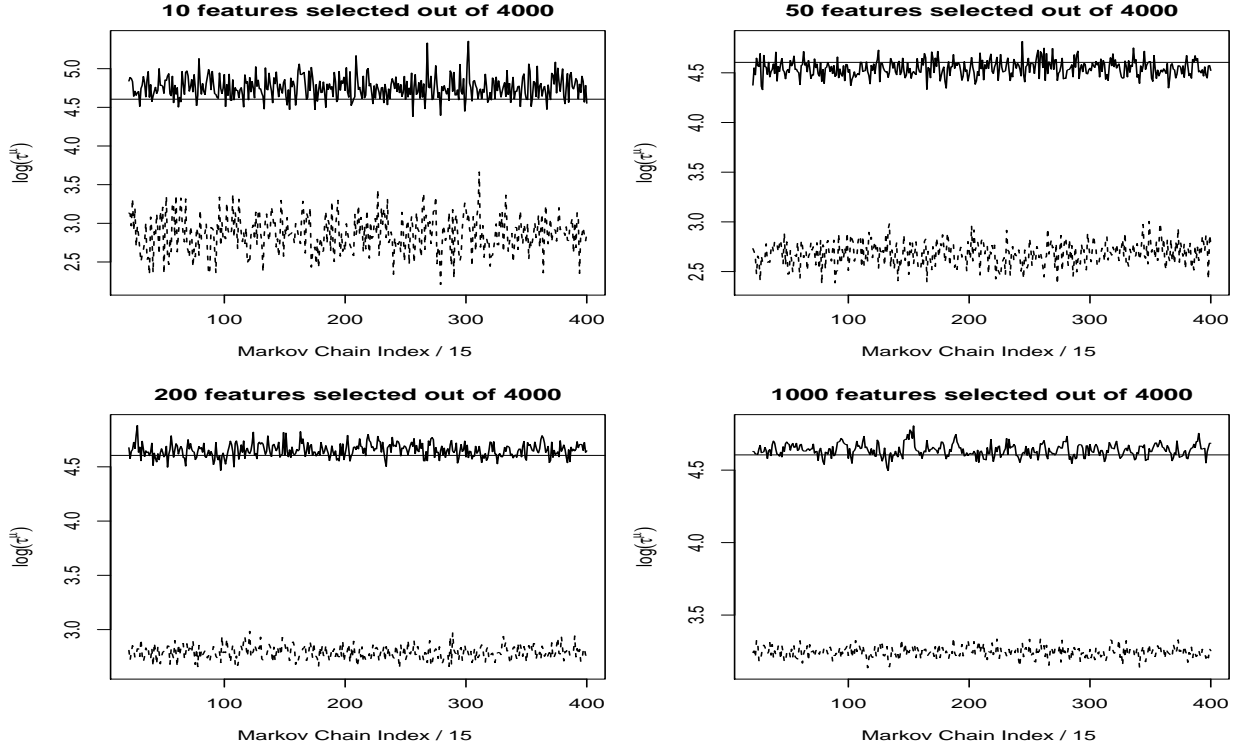 10 features selected out of 4000
log(τ^μ)
5.0
4.5
4.0
3.5
3.0
2.5
100
200
300
400
Markov Chain Index / 15
50 features selected out of 4000
log(τ^μ)
4.5
4.0
3.5
3.0
2.5
100
200
300
400
Markov Chain Index / 15
200 features selected out of 4000
log(τ^μ)
4.5
4.0
3.5
3.0
100
200
300
400
Markov Chain Index / 15
1000 features selected out of 4000
log(τ^μ)
4.5
4.0
3.5
100
200
300
400
Markov Chain Index / 15